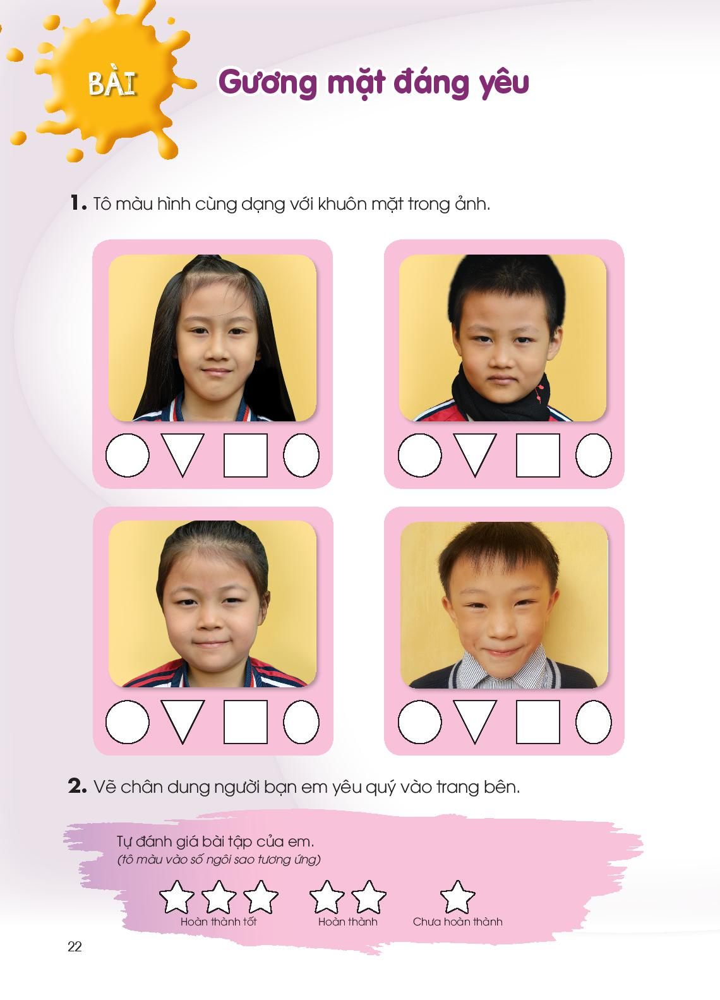 BÀI
Gương mặt đáng yêu
1. Tô màu hình cùng dạng với khuôn mặt trong ảnh.
2. Vẽ chân dung người bạn em yêu quý vào trang bên.
Tự đánh giá bài tập của em.
(tô màu vào số ngôi sao tương ứng)
Hoàn thành tốt
Hoàn thành
Chưa hoàn thành
22